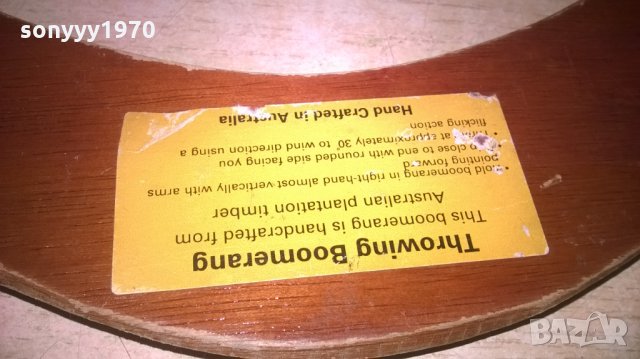 sonyyy1970
Throwing Boomerang
This boomerang is handcrafted from
Australian plantation timber
boomerang in right-hand almost vertically with arms
pointing forward
to close to end with rounded side facing you
at approximately 30° to wind direction using a
flicking action
Hand Crafted in Australia
bazar.bg